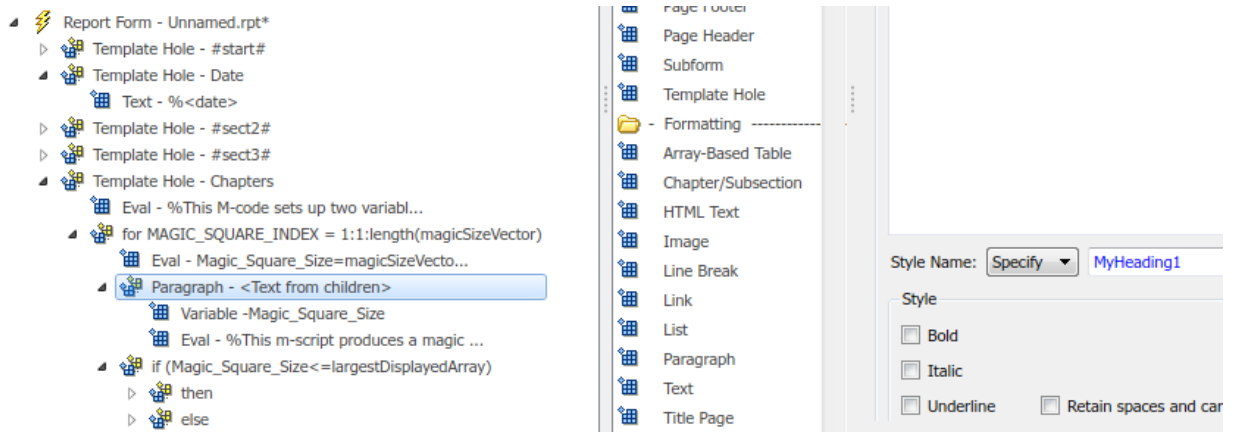 Report Form - Unnamed.rpt*
Template Hole - #start#
Template Hole - Date
Text - %<date>
Template Hole - #sect2#
Template Hole - #sect3#
Template Hole - Chapters
Eval - %This M-code sets up two variabl...
for MAGIC_SQUARE_INDEX = 1:1:length(magicSizeVector)
Eval - Magic_Square_Size=magicSizeVecto...
Paragraph - <Text from children>
Variable -Magic_Square_Size
Eval - %This m-script produces a magic ...
if (Magic_Square_Size<=largestDisplayedArray)
then
else
Page Footer
Page Header
Subform
Template Hole
- Formatting ------------- -
Array-Based Table
Chapter/Subsection
HTML Text
Image
Line Break
Link
List
Paragraph
Text
Title Page
Style Name: Specify MyHeading1
Style
Bold
Italic
Underline Retain spaces and car